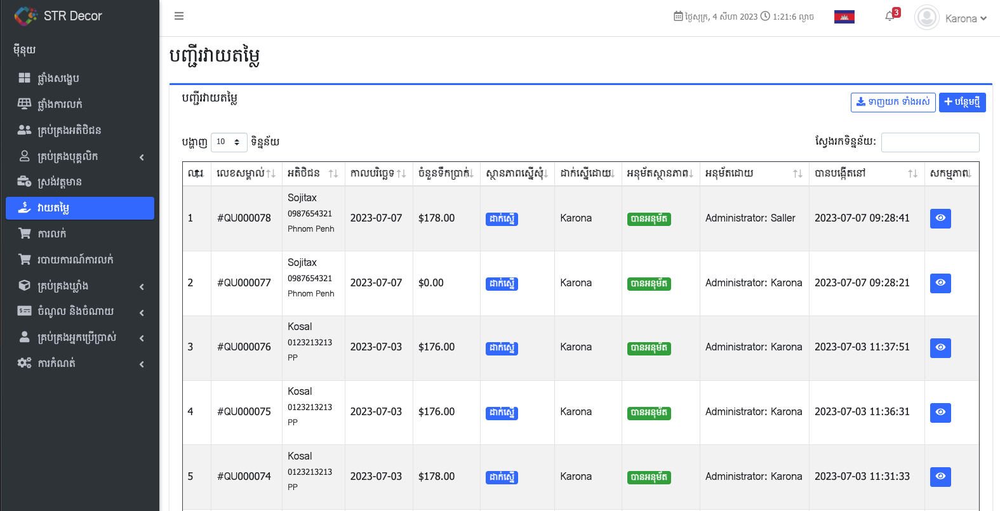 STR Decor
ថ្ងៃសុក្រ, 4 សីហា 2023 1:21:6 ល្ងាច
3
Karona
ម៉ឺនុយ
ផ្ទាំងសង្ខេប
ផ្ទាំងការលក់
គ្រប់គ្រងអតិថិជន
គ្រប់គ្រងបុគ្គលិក
ស្រង់វត្តមាន
វាយតម្លៃ
ការលក់
របាយការណ៍ការលក់
គ្រប់គ្រងឃ្លាំង
ចំណូល និងចំណាយ
គ្រប់គ្រងអ្នកប្រើប្រាស់
ការកំណត់
បញ្ជីរវាយតម្លៃ
បញ្ជីរវាយតម្លៃ
ទាញយក ទាំងអស់
បន្ថែមថ្មី
បង្ហាញ 10 ទិន្នន័យ
ស្វែងរកទិន្នន័យ:
ល.រ លេខសម្គាល់ អតិថិជន កាលបរិច្ឆេទ ចំនួនទឹកប្រាក់ ស្ថានភាពស្នើសុំ ដាក់ស្នើដោយ អនុម័តស្ថានភាព អនុម័តដោយ បានបង្កើតនៅ សកម្មភាព
Sojitax
0987654321
1 #QU000078 2023-07-07 $178.00 ដាក់ស្នើ Karona បានអនុម័ត Administrator: Saller 2023-07-07 09:28:41
Phnom Penh
Sojitax
0987654321
2 #QU000077 2023-07-07 $0.00 ដាក់ស្នើ Karona បានអនុម័ត Administrator: Karona 2023-07-07 09:28:21
Phnom Penh
Kosal
0123213213
3 #QU000076 2023-07-03 $176.00 ដាក់ស្នើ Karona បានអនុម័ត Administrator: Karona 2023-07-03 11:37:51
PP
Kosal
0123213213
4 #QU000075 2023-07-03 $176.00 ដាក់ស្នើ Karona បានអនុម័ត Administrator: Karona 2023-07-03 11:36:31
PP
Kosal
0123213213
5 #QU000074 2023-07-03 $178.00 ដាក់ស្នើ Karona បានអនុម័ត Administrator: Karona 2023-07-03 11:31:33
PP